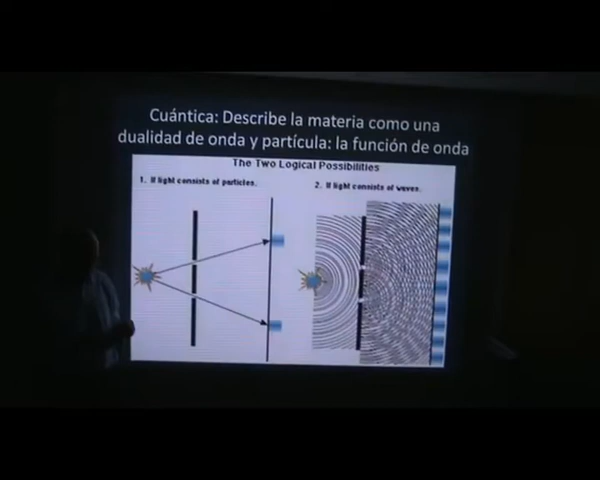 Cuántica: Describe la materia como una
dualidad de onda y partícula: la función de onda
The Two Logical Possibilities
1. If light consists of particles.
2. If light consists of waves.